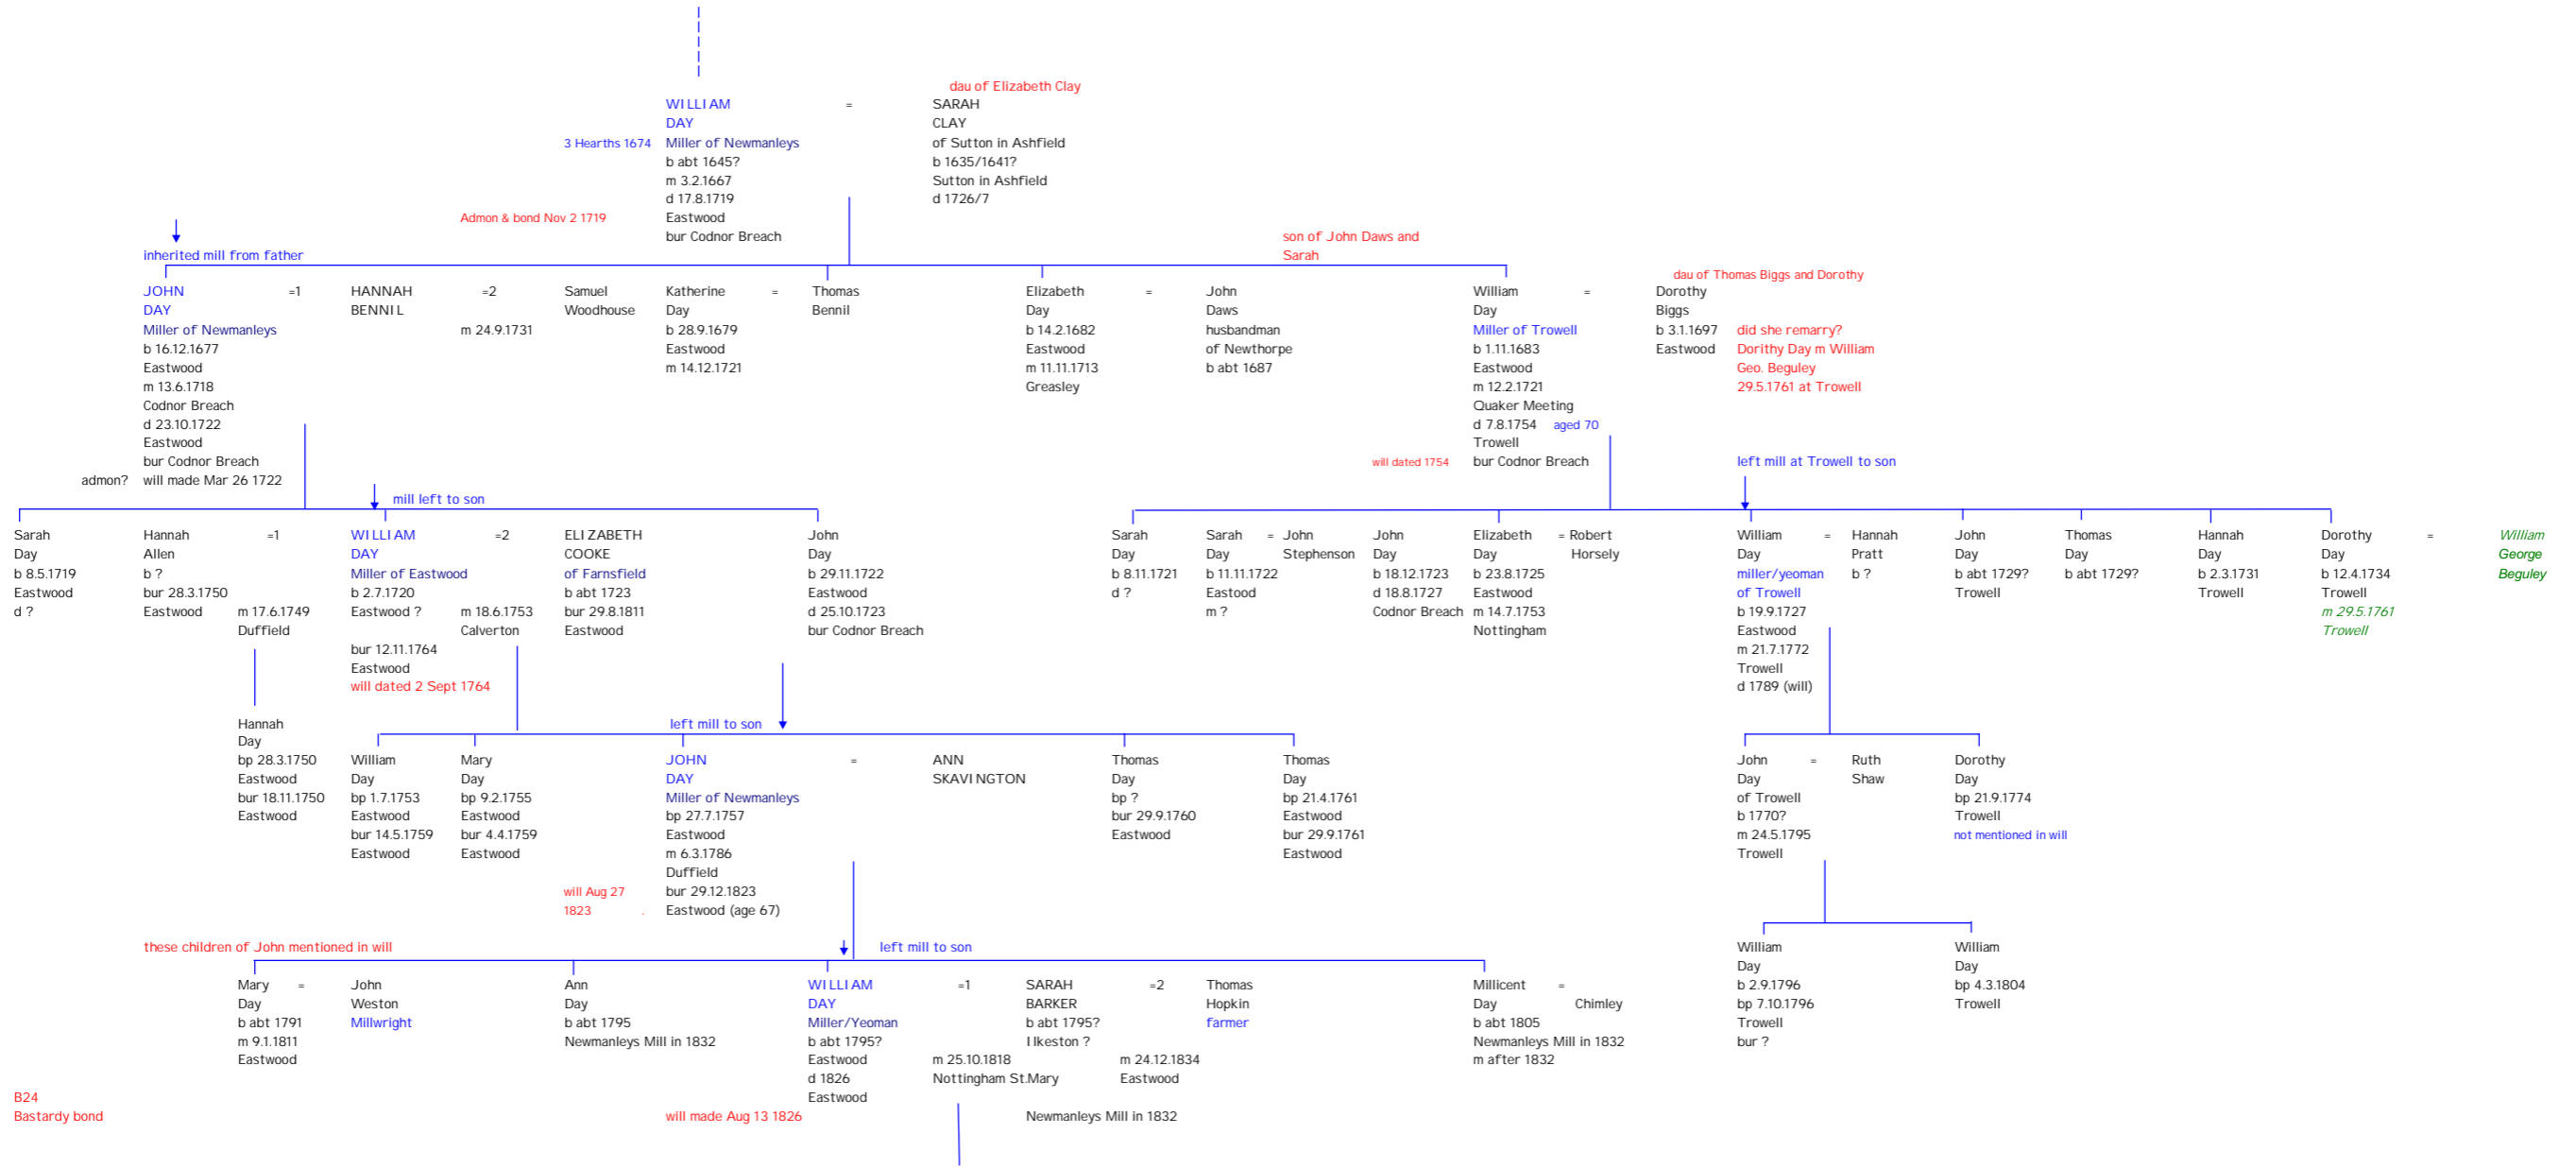 dau of Elizabeth Clay
WILLIAM = SARAH
DAY CLAY
3 Hearths 1674 Miller of Newmanleys of Sutton in Ashfield
b abt 1645? b 1635/1641?
m 3.2.1667 Sutton in Ashfield
d 17.8.1719 d 1726/7
Admon & bond Nov 2 1719 Eastwood
bur Codnor Breach son of John Daws and
inherited mill from father Sarah
dau of Thomas Biggs and Dorothy
JOHN =1 HANNAH =2 Samuel Katherine = Thomas Elizabeth = John William = Dorothy
DAY BENNIL Woodhouse Day Bennil Day Daws Day Biggs
Miller of Newmanleys m 24.9.1731 b 28.9.1679 b 14.2.1682 husbandman Miller of Trowell b 3.1.1697 did she remarry?
b 16.12.1677 Eastwood Eastwood of Newthorpe b 1.11.1683 Eastwood Dorithy Day m William
Eastwood m 14.12.1721 m 11.11.1713 b abt 1687 Eastwood Geo. Beguley
m 13.6.1718 Greasley m 12.2.1721 29.5.1761 at Trowell
Codnor Breach Quaker Meeting
d 23.10.1722 d 7.8.1754 aged 70
Eastwood Trowell
bur Codnor Breach will dated 1754 bur Codnor Breach left mill at Trowell to son
admon? will made Mar 26 1722
mill left to son
Sarah Hannah =1 WILLIAM =2 ELIZABETH John Sarah Sarah = John John Elizabeth = Robert William = Hannah John Thomas Hannah Dorothy = William
Day Allen DAY COOKE Day Day Day Stephenson Day Day Horsely Day Pratt Day Day Day Day George
b 8.5.1719 b ? Miller of Eastwood of Farnsfield b 29.11.1722 b 8.11.1721 b 11.11.1722 b 18.12.1723 b 23.8.1725 miller/yeoman b ? b abt 1729? b abt 1729? b 2.3.1731 b 12.4.1734 Beguley
Eastwood bur 28.3.1750 b 2.7.1720 b abt 1723 Eastwood d ? Eastood d 18.8.1727 Eastwood of Trowell Trowell Trowell Trowell
d ? Eastwood m 17.6.1749 Eastwood ? m 18.6.1753 bur 29.8.1811 d 25.10.1723 m ? Codnor Breach m 14.7.1753 b 19.9.1727 m 29.5.1761
Duffield Calverton Eastwood bur Codnor Breach Nottingham Eastwood Trowell
bur 12.11.1764 m 21.7.1772
Eastwood Trowell
will dated 2 Sept 1764 d 1789 (will)
Hannah left mill to son
Day
bp 28.3.1750 William Mary JOHN = ANN Thomas Thomas John = Ruth Dorothy
Eastwood Day Day DAY SKAVINGTON Day Day Day Shaw Day
bur 18.11.1750 bp 1.7.1753 bp 9.2.1755 Miller of Newmanleys bp ? bp 21.4.1761 of Trowell bp 21.9.1774
Eastwood Eastwood Eastwood bp 27.7.1757 bur 29.9.1760 Eastwood b 1770? Trowell
bur 14.5.1759 bur 4.4.1759 Eastwood Eastwood bur 29.9.1761 m 24.5.1795 not mentioned in will
Eastwood Eastwood m 6.3.1786 Eastwood Trowell
Duffield
will Aug 27 bur 29.12.1823
1823 . Eastwood (age 67)
these children of John mentioned in will left mill to son William William
Day Day
Mary = John Ann WILLIAM =1 SARAH =2 Thomas Millicent = b 2.9.1796 bp 4.3.1804
Day Weston Day DAY BARKER Hopkin Day Chimley bp 7.10.1796 Trowell
b abt 1791 Millwright b abt 1795 Miller/Yeoman b abt 1795? farmer b abt 1805 Trowell
m 9.1.1811 Newmanleys Mill in 1832 b abt 1795? Ilkeston ? Newmanleys Mill in 1832 bur ?
Eastwood Eastwood m 25.10.1818 m 24.12.1834 m after 1832
d 1826 Nottingham St.Mary Eastwood
B24 Eastwood
Bastardy bond will made Aug 13 1826 Newmanleys Mill in 1832